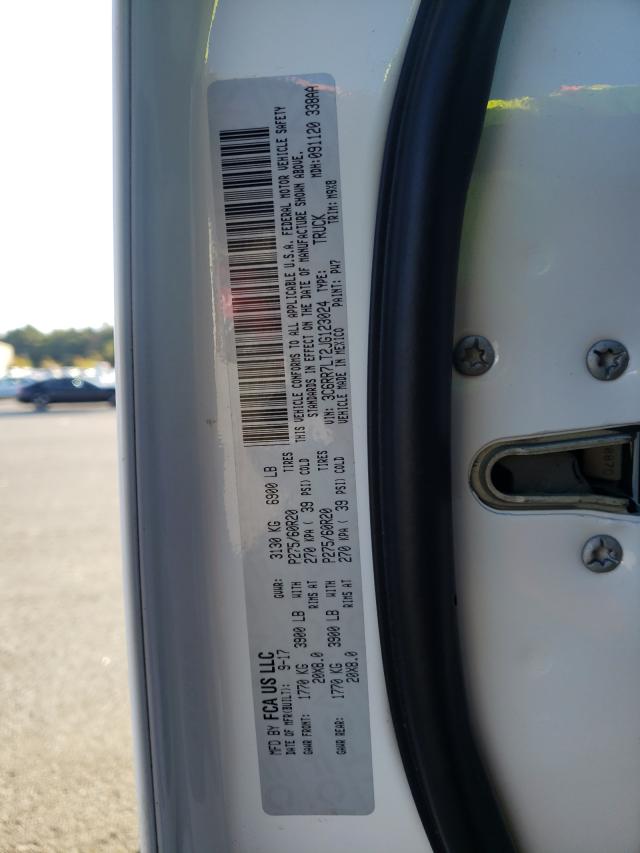 MFD BY FCA US LLC
DATE OF MFR(BUILT): 9-17 GVWR: 3130 KG 6900 LB
GAWR FRONT: 1770 KG 3900 LB WITH P275/60R20 TIRES
20X8.0 RIMS AT 270 KPA ( 39 PSI) COLD
GAWR REAR: 1770 KG 3900 LB WITH P275/60R20 TIRES
20X8.0 RIMS AT 270 KPA ( 39 PSI) COLD
THIS VEHICLE CONFORMS TO ALL APPLICABLE U.S.A. FEDERAL MOTOR VEHICLE SAFETY
STANDARDS IN EFFECT ON THE DATE OF MANUFACTURE SHOWN ABOVE.
MDH:091120 338AA
VIN: 3C6RR7LT2JG123024 TYPE: TRUCK
VEHICLE MADE IN MEXICO PAINT: PW7 TRIM: M9X8